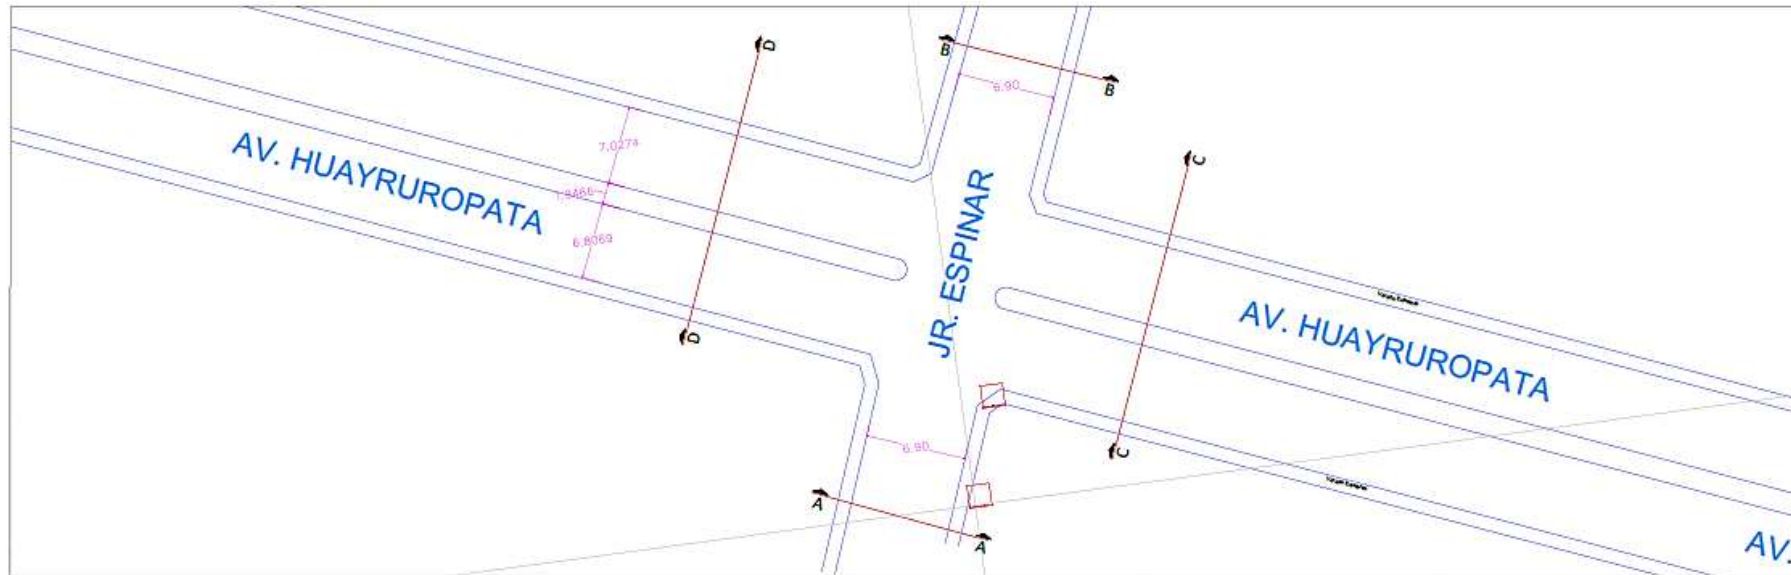 D
B
6.90
B
7.0274
C
AV. HUAYRUROPATA
JR. ESPINAR
6.8069
AV. HUAYRUROPATA
D
6.90
C
A
A
AV.